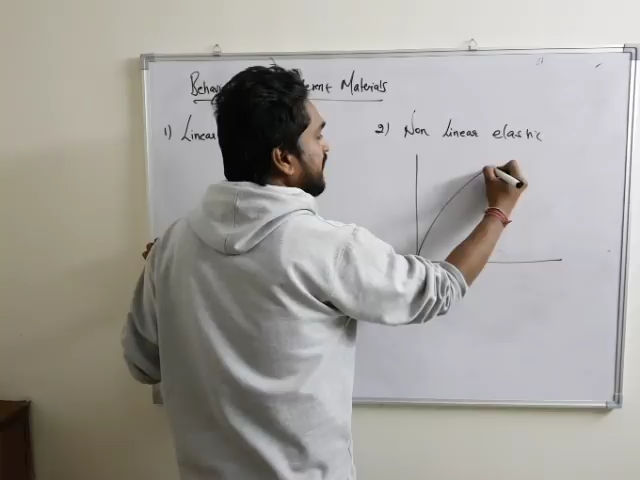 Materials
1) Linear
2) Non Linear elastic